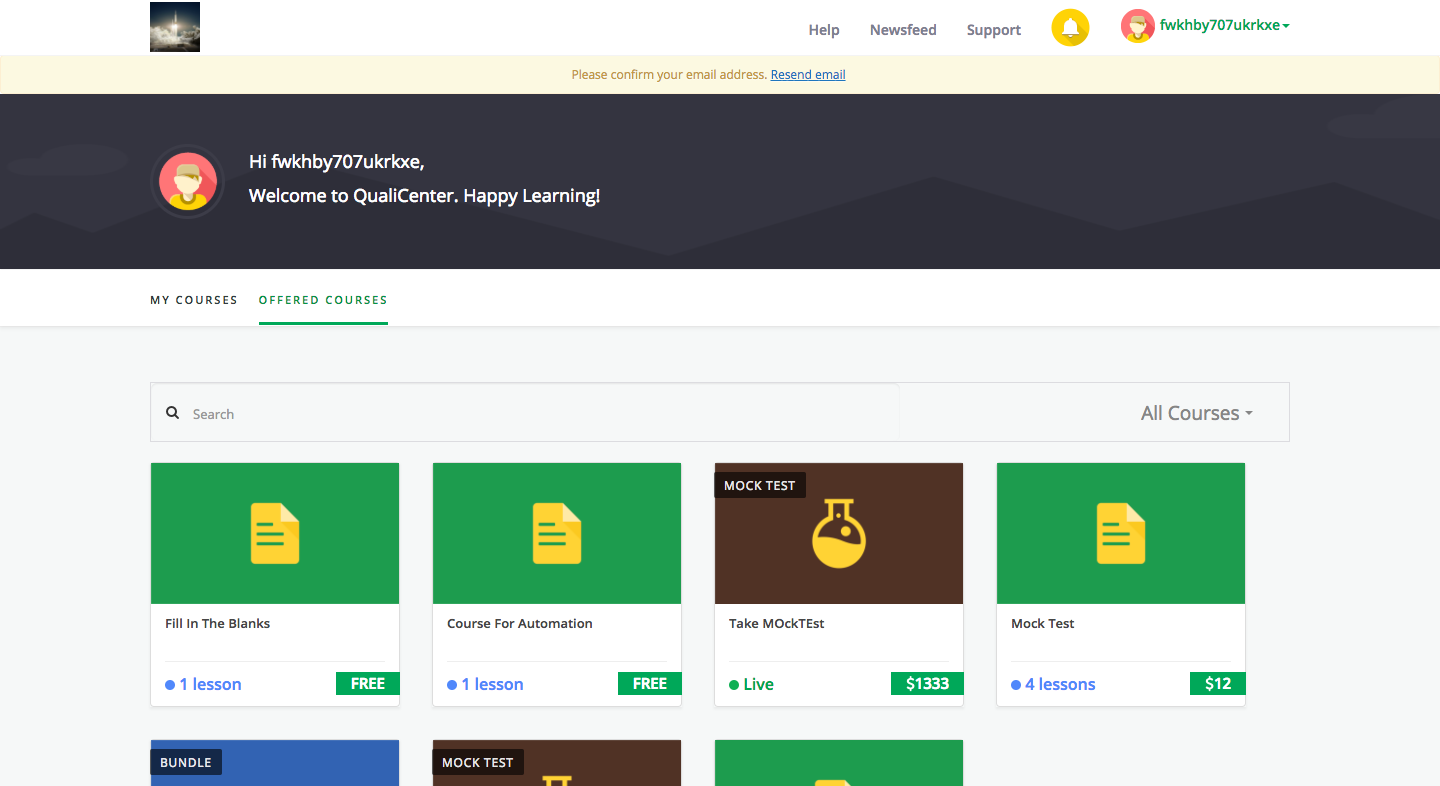 Help Newsfeed Support fwkhby707ukrkxe
Please confirm your email address. Resend email
Hi fwkhby707ukrkxe,
Welcome to QualiCenter. Happy Learning!
MY COURSES OFFERED COURSES
Search All Courses
MOCK TEST
Fill In The Blanks Course For Automation Take MOckTEst Mock Test
1 lesson FREE 1 lesson FREE Live $1333 4 lessons $12
BUNDLE MOCK TEST